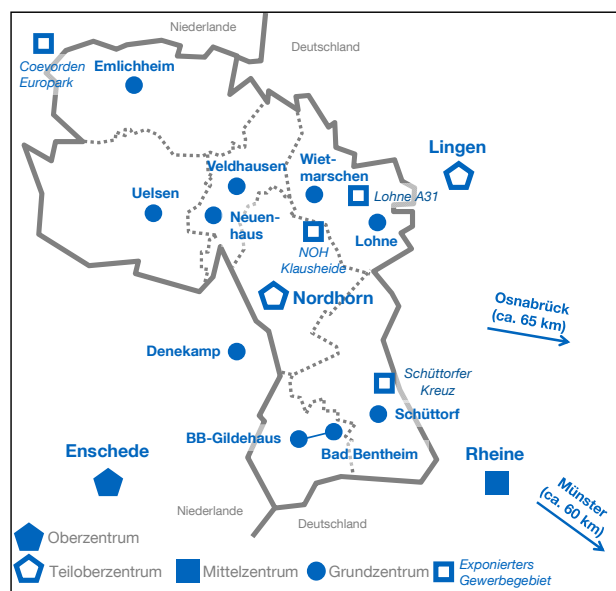 Niederlande
Deutschland
Coevorden
Europark
Emlichheim
Veldhausen
Wiet-
marschen
Lingen
Uelsen
Neuen-
haus
Lohne A31
Lohne
NOH
Klausheide
Nordhorn
Osnabrück
(ca. 65 km)
Denekamp
Schüttorfer
Kreuz
Schüttorf
BB-Gildehaus
Bad Bentheim
Enschede
Rheine
Münster
(ca. 60 km)
Niederlande
Deutschland
Oberzentrum
Teiloberzentrum
Mittelzentrum
Grundzentrum
Exponierters
Gewerbegebiet